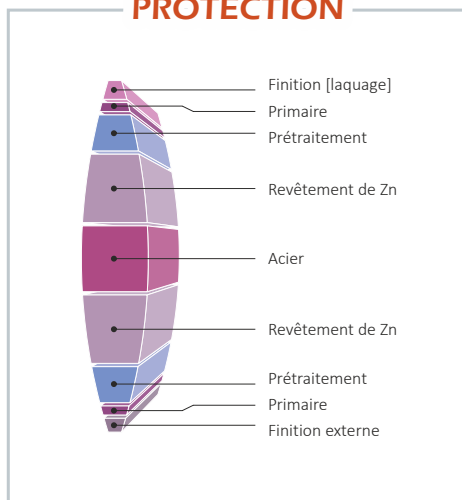 PROTECTION
Finition [laquage]
Primaire
Prétraitement
Revêtement de Zn
Acier
Revêtement de Zn
Prétraitement
Primaire
Finition externe